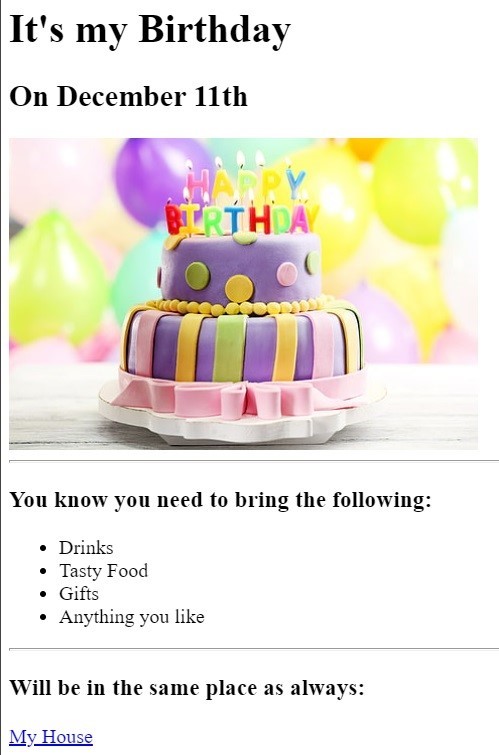 It's my Birthday
On December 11th
HAPPY
BIRTHDAY
You know you need to bring the following:
Drinks
Tasty Food
Gifts
Anything you like
Will be in the same place as always:
My House